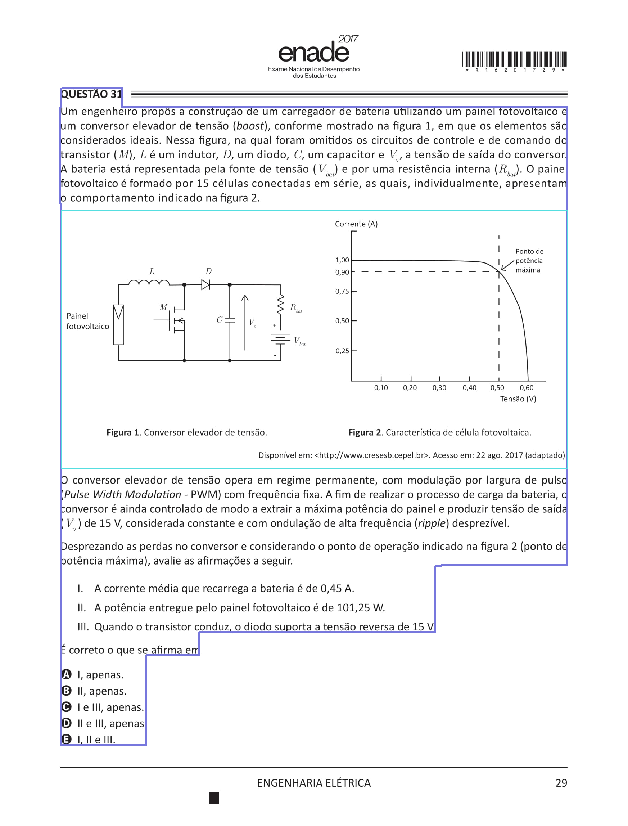 enade 2017
Exame Nacional de Desempenho
dos Estudantes
*R16201729*
QUESTÃO 31
Um engenheiro propôs a construção de um carregador de bateria utilizando um painel fotovoltaico e
um conversor elevador de tensão (boost), conforme mostrado na figura 1, em que os elementos são
considerados ideais. Nessa figura, na qual foram omitidos os circuitos de controle e de comando do
transistor (M), L é um indutor, D, um diodo, C, um capacitor e Vo, a tensão de saída do conversor.
A bateria está representada pela fonte de tensão (Vbat) e por uma resistência interna (Rbat). O painel
fotovoltaico é formado por 15 células conectadas em série, as quais, individualmente, apresentam
o comportamento indicado na figura 2.
L
D
M
C
Vo
Rbat
+
Vbat
-
Painel
fotovoltaico
Corrente (A)
1,00
0,90
0,75
0,50
0,25
Ponto de
potência
máxima
0,10 0,20 0,30 0,40 0,50 0,60
Tensão (V)
Figura 1. Conversor elevador de tensão.
Figura 2. Característica de célula fotovoltaica.
Disponível em: <http://www.cresesb.cepel.br>. Acesso em: 22 ago. 2017 (adaptado)
O conversor elevador de tensão opera em regime permanente, com modulação por largura de pulso
(Pulse Width Modulation - PWM) com frequência fixa. A fim de realizar o processo de carga da bateria, o
conversor é ainda controlado de modo a extrair a máxima potência do painel e produzir tensão de saída
(Vo) de 15 V, considerada constante e com ondulação de alta frequência (ripple) desprezível.
Desprezando as perdas no conversor e considerando o ponto de operação indicado na figura 2 (ponto de
potência máxima), avalie as afirmações a seguir.
I. A corrente média que recarrega a bateria é de 0,45 A.
II. A potência entregue pelo painel fotovoltaico é de 101,25 W.
III. Quando o transistor conduz, o diodo suporta a tensão reversa de 15 V.
É correto o que se afirma em
A I, apenas.
B II, apenas.
C I e III, apenas.
D II e III, apenas.
E I, II e III.
ENGENHARIA ELÉTRICA
29